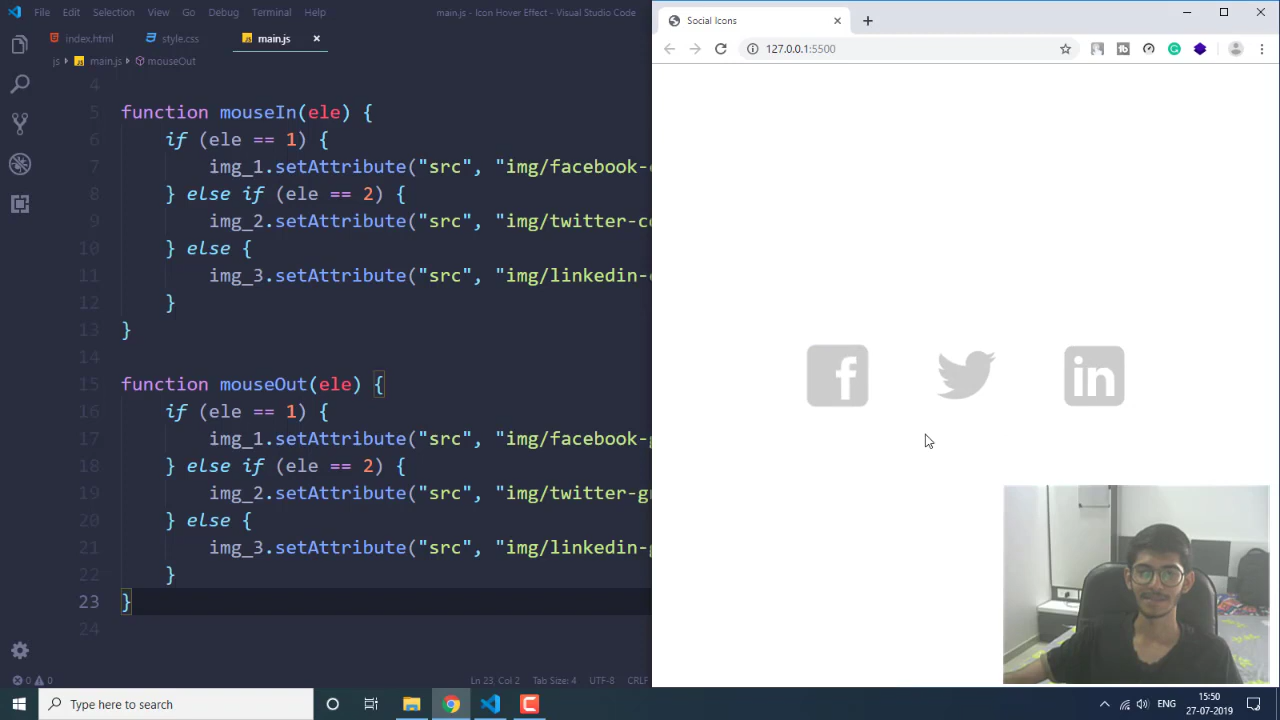 File Edit Selection View Go Debug Terminal Help
main.js - Icon Hover Effect - Visual Studio Code
index.html
style.css
main.js
js > main.js > mouseOut
4
5 function mouseIn(ele) {
6 if (ele == 1) {
7 img_1.setAttribute("src", "img/facebook-
8 } else if (ele == 2) {
9 img_2.setAttribute("src", "img/twitter-c
10 } else {
11 img_3.setAttribute("src", "img/linkedin-
12 }
13 }
14
15 function mouseOut(ele) {
16 if (ele == 1) {
17 img_1.setAttribute("src", "img/facebook-
18 } else if (ele == 2) {
19 img_2.setAttribute("src", "img/twitter-g
20 } else {
21 img_3.setAttribute("src", "img/linkedin-
22 }
23 }
24
0 0
Ln 23, Col 2 Tab Size: 4 UTF-8 CRLF
Social Icons
127.0.0.1:5500
f
in
Type here to search
ENG
15:50
27-07-2019